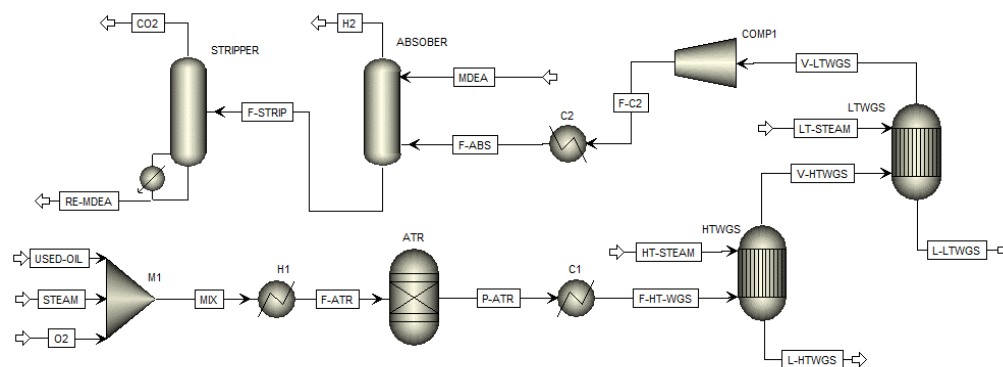 CO2
H2
COMP1
STRIPPER
ABSOBER
V-LTWGS
MDEA
LTWGS
F-C2
C2
F-STRIP
LT-STEAM
F-ABS
V-HTWGS
RE-MDEA
ATR
HTWGS
USED-OIL
HT-STEAM
L-LTWGS
M1
H1
C1
STEAM
MIX
F-ATR
P-ATR
F-HT-WGS
O2
L-HTWGS